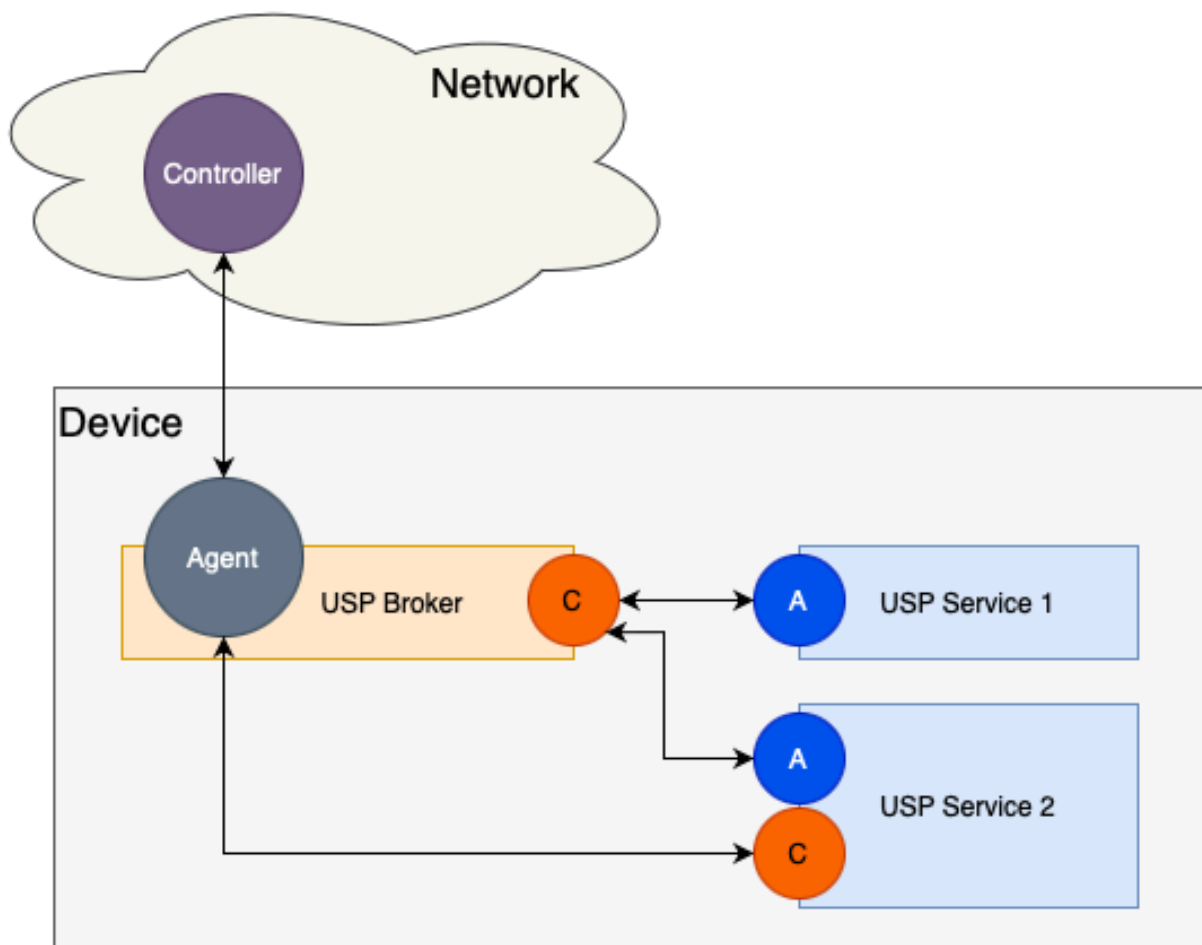 Network
Controller
Device
Agent
USP Broker
C
A
USP Service 1
A
USP Service 2
C